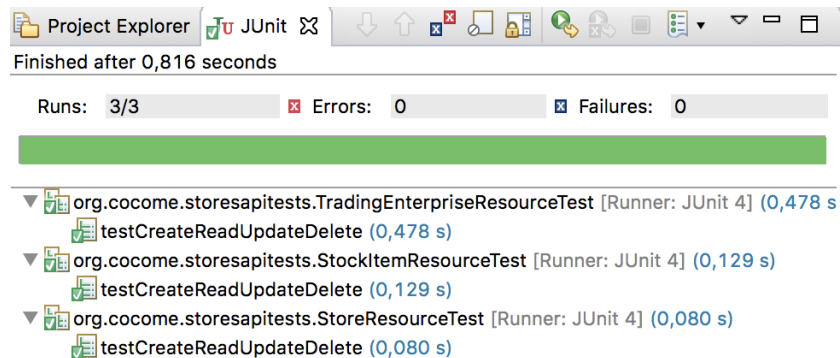 Project Explorer JUnit
Finished after 0,816 seconds
Runs: 3/3 Errors: 0 Failures: 0
org.cocome.storesapitests.TradingEnterpriseResourceTest [Runner: JUnit 4] (0,478 s
testCreateReadUpdateDelete (0,478 s)
org.cocome.storesapitests.StockItemResourceTest [Runner: JUnit 4] (0,129 s)
testCreateReadUpdateDelete (0,129 s)
org.cocome.storesapitests.StoreResourceTest [Runner: JUnit 4] (0,080 s)
testCreateReadUpdateDelete (0,080 s)